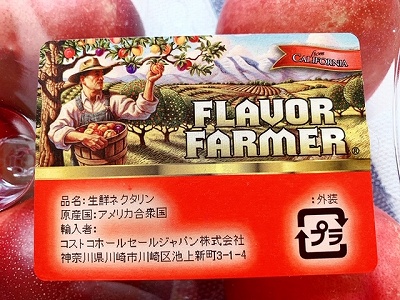 from
CALIFORNIA
FLAVOR
FARMER®
品名:生鮮ネクタリン
原産国:アメリカ合衆国
輸入者:
コストコホールセールジャパン株式会社
神奈川県川崎市川崎区池上新町3-1-4
:外装
プラ